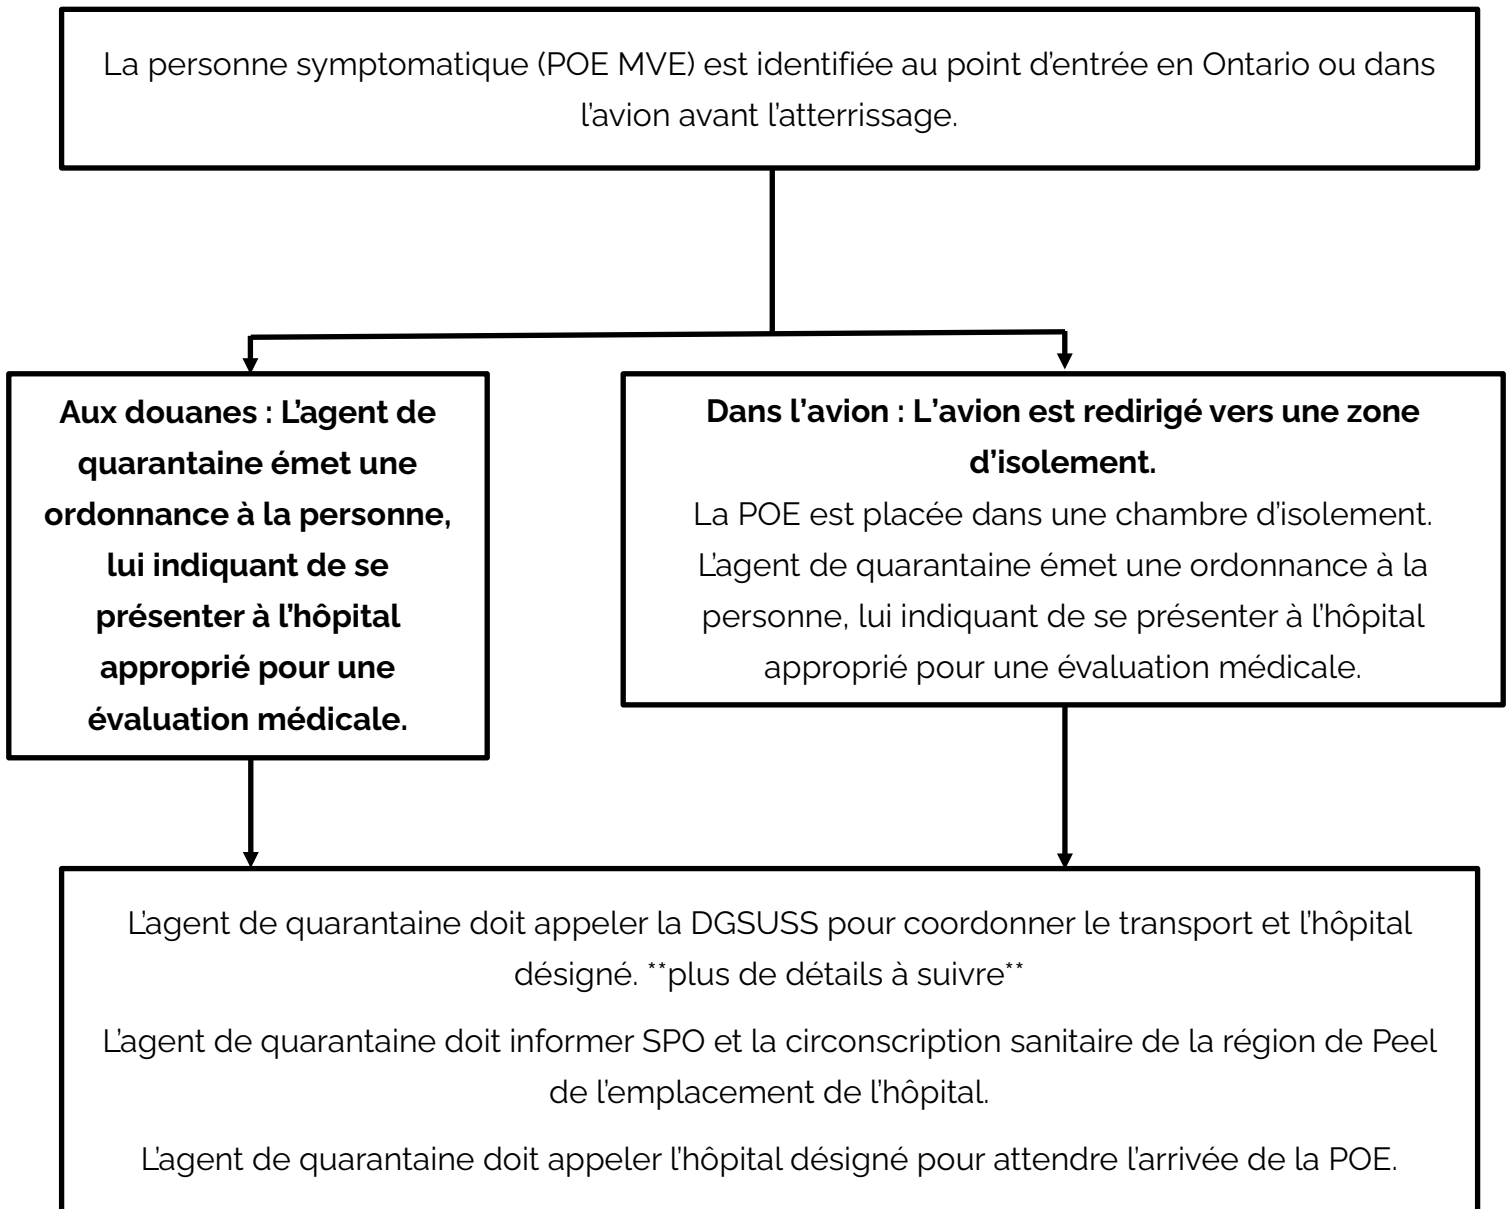 La personne symptomatique (POE MVE) est identifiée au point d’entrée en Ontario ou dans
l’avion avant l’atterrissage.
Aux douanes : L’agent de
quarantaine émet une
ordonnance à la personne,
lui indiquant de se
présenter à l’hôpital
approprié pour une
évaluation médicale.
Dans l’avion : L’avion est redirigé vers une zone
d’isolement.
La POE est placée dans une chambre d’isolement.
L’agent de quarantaine émet une ordonnance à la
personne, lui indiquant de se présenter à l’hôpital
approprié pour une évaluation médicale.
L’agent de quarantaine doit appeler la DGSUSS pour coordonner le transport et l’hôpital
désigné. **plus de détails à suivre**
L’agent de quarantaine doit informer SPO et la circonscription sanitaire de la région de Peel
de l’emplacement de l’hôpital.
L’agent de quarantaine doit appeler l’hôpital désigné pour attendre l’arrivée de la POE.